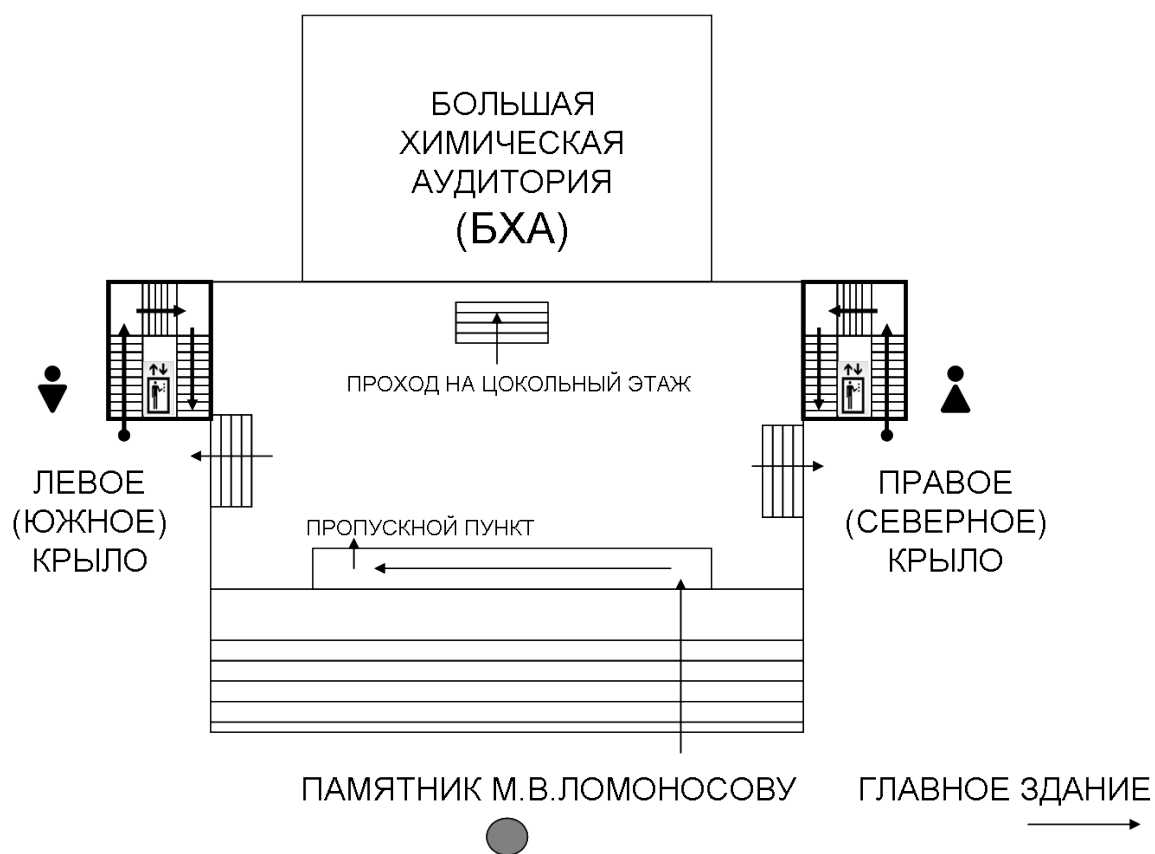 БОЛЬШАЯ
ХИМИЧЕСКАЯ
АУДИТОРИЯ
(БХА)
ПРОХОД НА ЦОКОЛЬНЫЙ ЭТАЖ
ЛЕВОЕ
(ЮЖНОЕ)
КРЫЛО
ПРАВОЕ
(СЕВЕРНОЕ)
КРЫЛО
ПРОПУСКНОЙ ПУНКТ
ПАМЯТНИК М.В.ЛОМОНОСОВУ
ГЛАВНОЕ ЗДАНИЕ